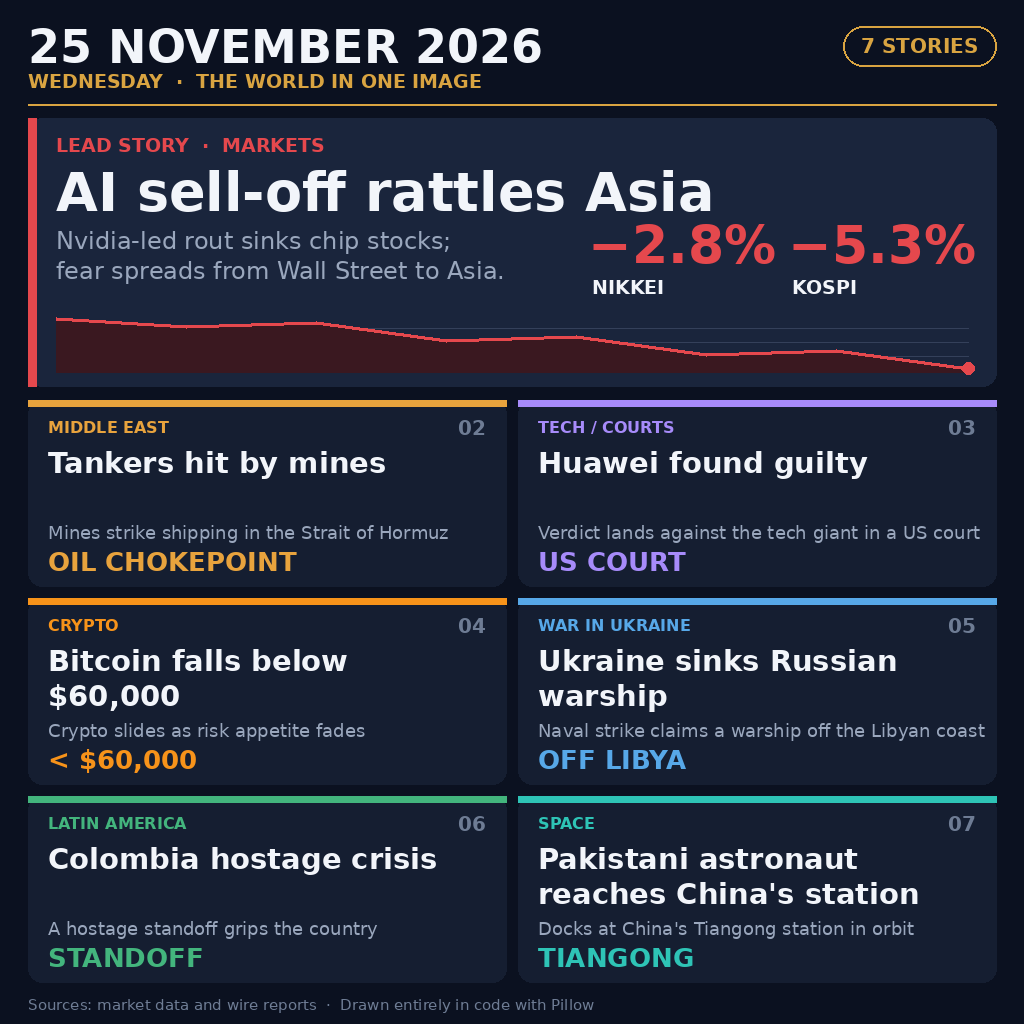 25 NOVEMBER 2026
7 STORIES
WEDNESDAY · THE WORLD IN ONE IMAGE
LEAD STORY · MARKETS
AI sell-off rattles Asia
Nvidia-led rout sinks chip stocks;
fear spreads from Wall Street to Asia.
−2.8% −5.3%
NIKKEI KOSPI
MIDDLE EAST 02
Tankers hit by mines
Mines strike shipping in the Strait of Hormuz
OIL CHOKEPOINT
TECH / COURTS 03
Huawei found guilty
Verdict lands against the tech giant in a US court
US COURT
CRYPTO 04
Bitcoin falls below
$60,000
Crypto slides as risk appetite fades
< $60,000
WAR IN UKRAINE 05
Ukraine sinks Russian
warship
Naval strike claims a warship off the Libyan coast
OFF LIBYA
LATIN AMERICA 06
Colombia hostage crisis
A hostage standoff grips the country
STANDOFF
SPACE 07
Pakistani astronaut
reaches China's station
Docks at China's Tiangong station in orbit
TIANGONG
Sources: market data and wire reports · Drawn entirely in code with Pillow